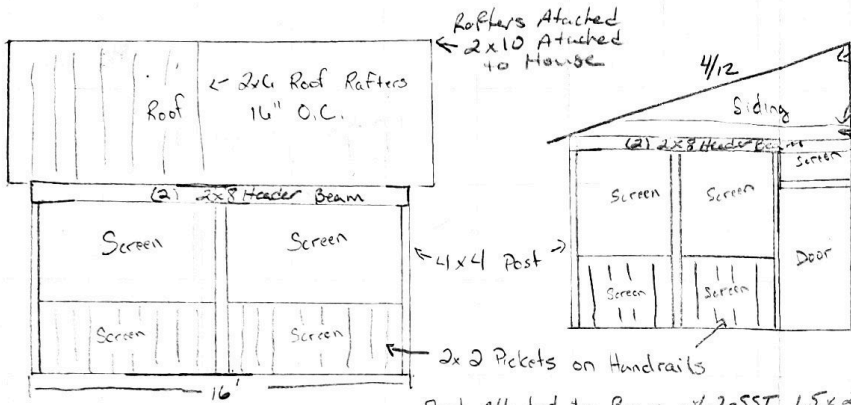 Rafters Atached
2x10 Atached
to House
2x6 Roof Rafters
16" O.C.
Roof
4/12
Siding
(2) 2x8 Header Beam
(2) 2x8 Header Beam
Screen
Screen
Screen
Screen
Screen
Screen
4x4 Post
Door
Screen
Screen
Screen
2x2 Pickets on Handrails
16'